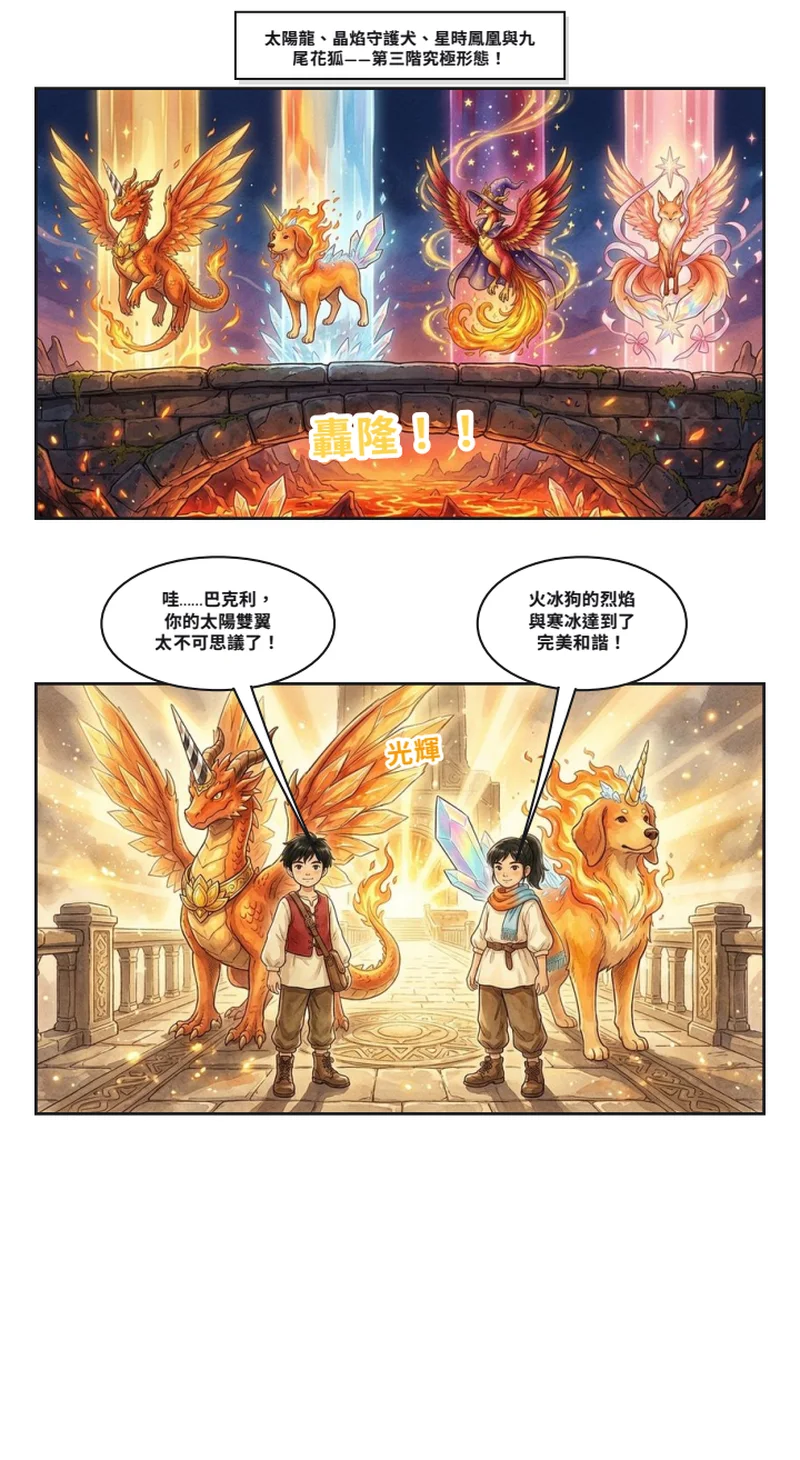 太陽龍、晶焰守護犬、星時鳳凰與九
尾花狐——第三階究極形態！
轟隆！！
哇……巴克利，
你的太陽雙翼
太不可思議了！
火冰狗的烈焰
與寒冰達到了
完美和諧！
光輝